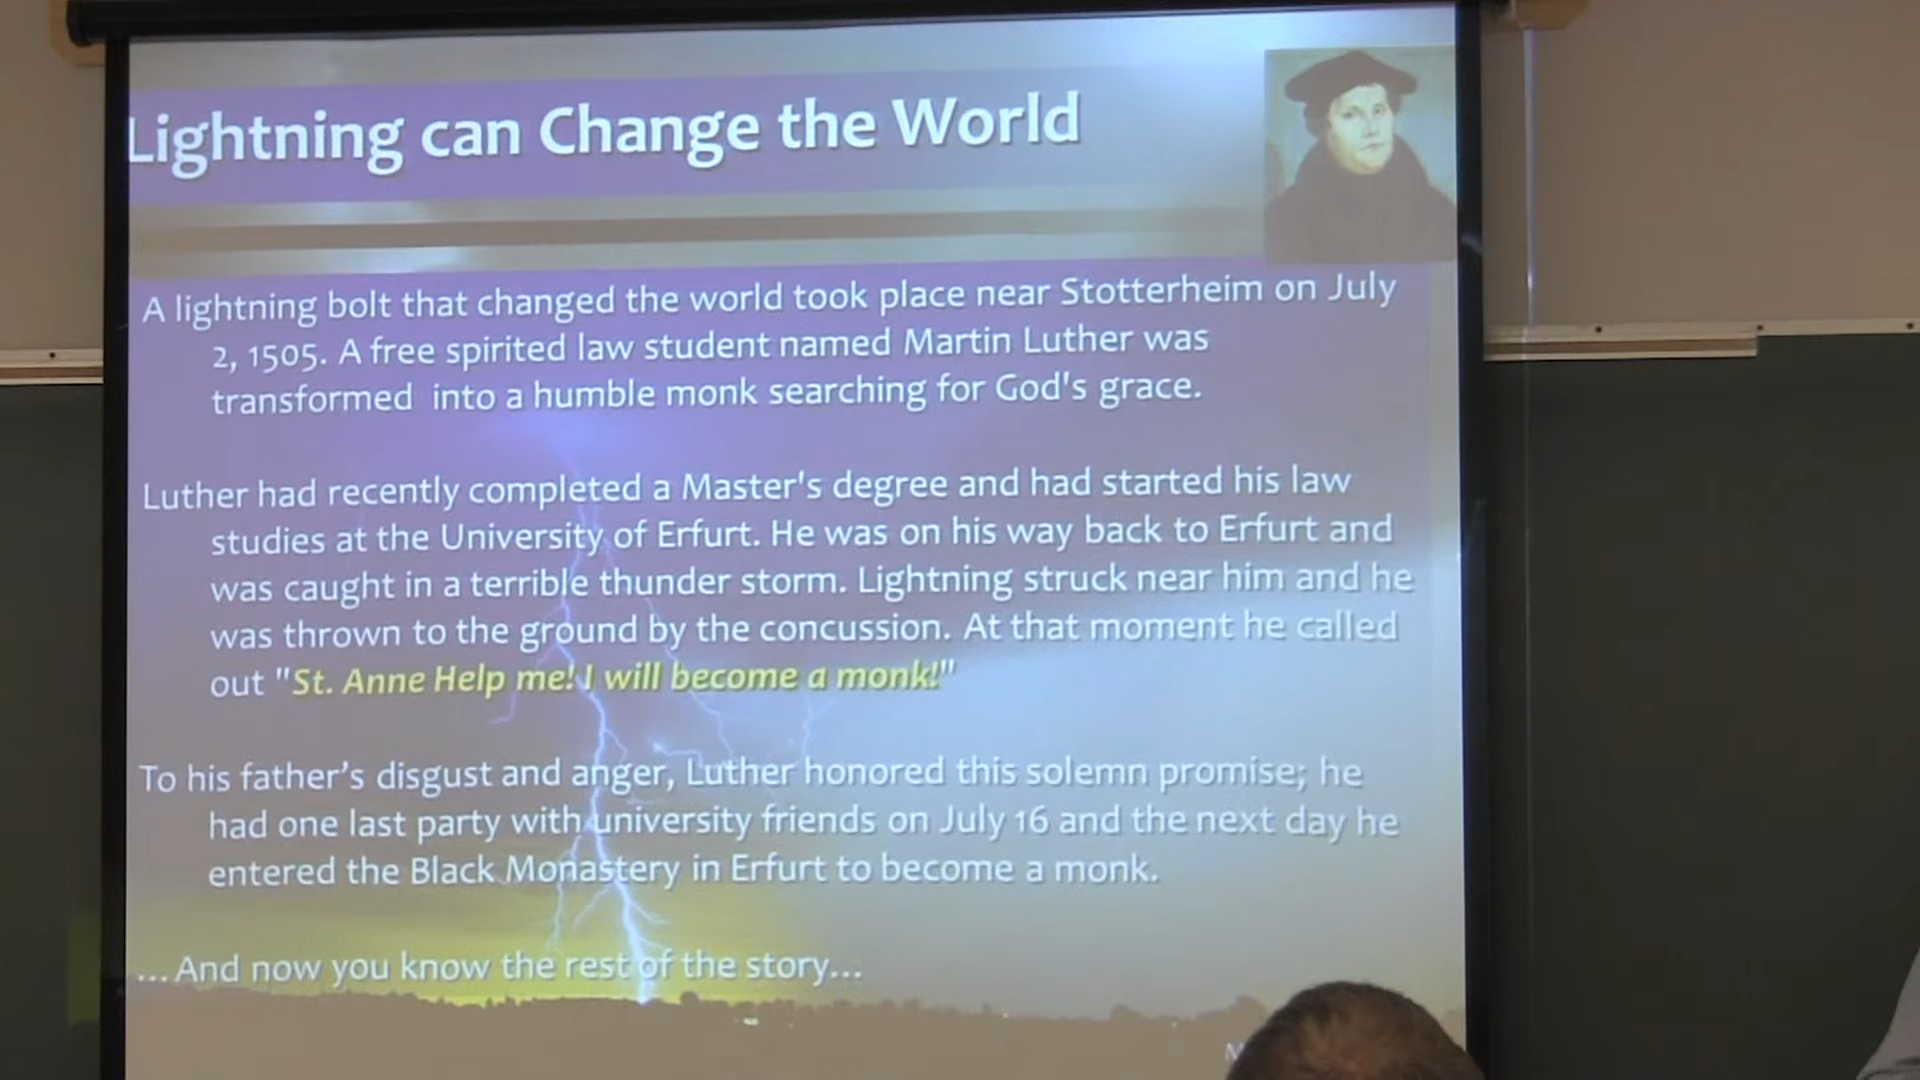 Lightning can Change the World
A lightning bolt that changed the world took place near Stotterheim on July
2, 1505. A free spirited law student named Martin Luther was
transformed into a humble monk searching for God's grace.
Luther had recently completed a Master's degree and had started his law
studies at the University of Erfurt. He was on his way back to Erfurt and
was caught in a terrible thunder storm. Lightning struck near him and he
was thrown to the ground by the concussion. At that moment he called
out "St. Anne Help me! I will become a monk!"
To his father’s disgust and anger, Luther honored this solemn promise; he
had one last party with university friends on July 16 and the next day he
entered the Black Monastery in Erfurt to become a monk.
...And now you know the rest of the story...